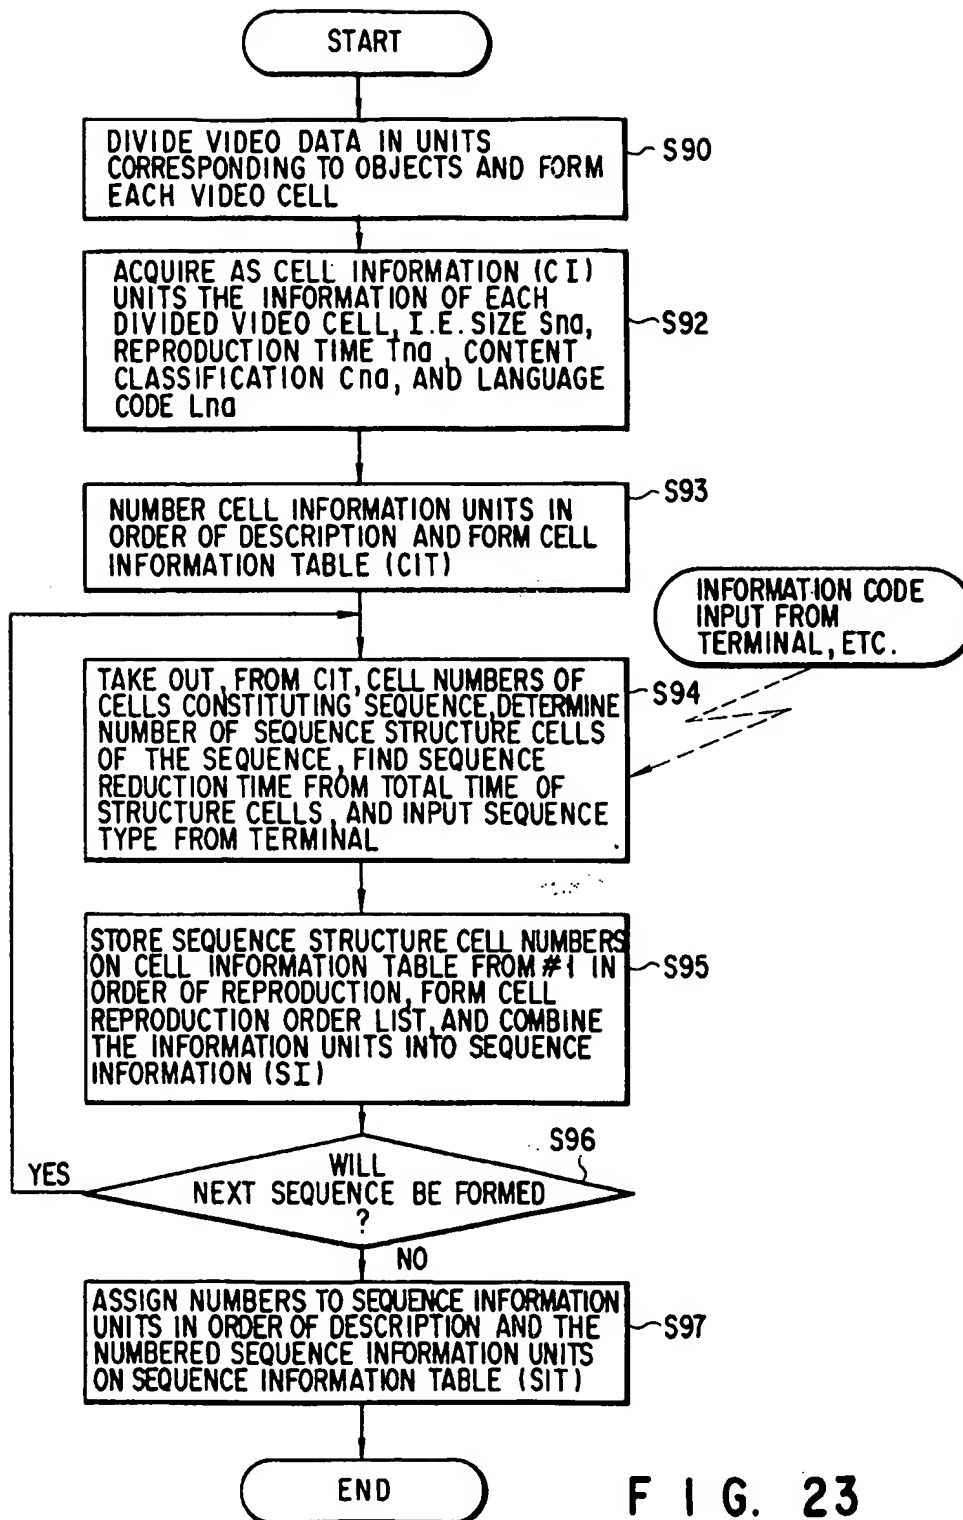 START
DIVIDE VIDEO DATA IN UNITS
CORRESPONDING TO OBJECTS AND FORM
EACH VIDEO CELL
S90
ACQUIRE AS CELL INFORMATION (CI)
UNITS THE INFORMATION OF EACH
DIVIDED VIDEO CELL, I.E. SIZE Sna,
REPRODUCTION TIME Tna, CONTENT
CLASSIFICATION Cna, AND LANGUAGE
CODE Lna
S92
NUMBER CELL INFORMATION UNITS IN
ORDER OF DESCRIPTION AND FORM CELL
INFORMATION TABLE (CIT)
S93
INFORMATION CODE
INPUT FROM
TERMINAL, ETC.
TAKE OUT, FROM CIT, CELL NUMBERS OF
CELLS CONSTITUTING SEQUENCE, DETERMINE
NUMBER OF SEQUENCE STRUCTURE CELLS
OF THE SEQUENCE, FIND SEQUENCE
REDUCTION TIME FROM TOTAL TIME OF
STRUCTURE CELLS, AND INPUT SEQUENCE
TYPE FROM TERMINAL
S94
STORE SEQUENCE STRUCTURE CELL NUMBERS
ON CELL INFORMATION TABLE FROM #1 IN
ORDER OF REPRODUCTION, FORM CELL
REPRODUCTION ORDER LIST, AND COMBINE
THE INFORMATION UNITS INTO SEQUENCE
INFORMATION (SI)
S95
S96
YES
WILL
NEXT SEQUENCE BE FORMED
?
NO
ASSIGN NUMBERS TO SEQUENCE INFORMATION
UNITS IN ORDER OF DESCRIPTION AND THE
NUMBERED SEQUENCE INFORMATION UNITS
ON SEQUENCE INFORMATION TABLE (SIT)
S97
END
FIG. 23